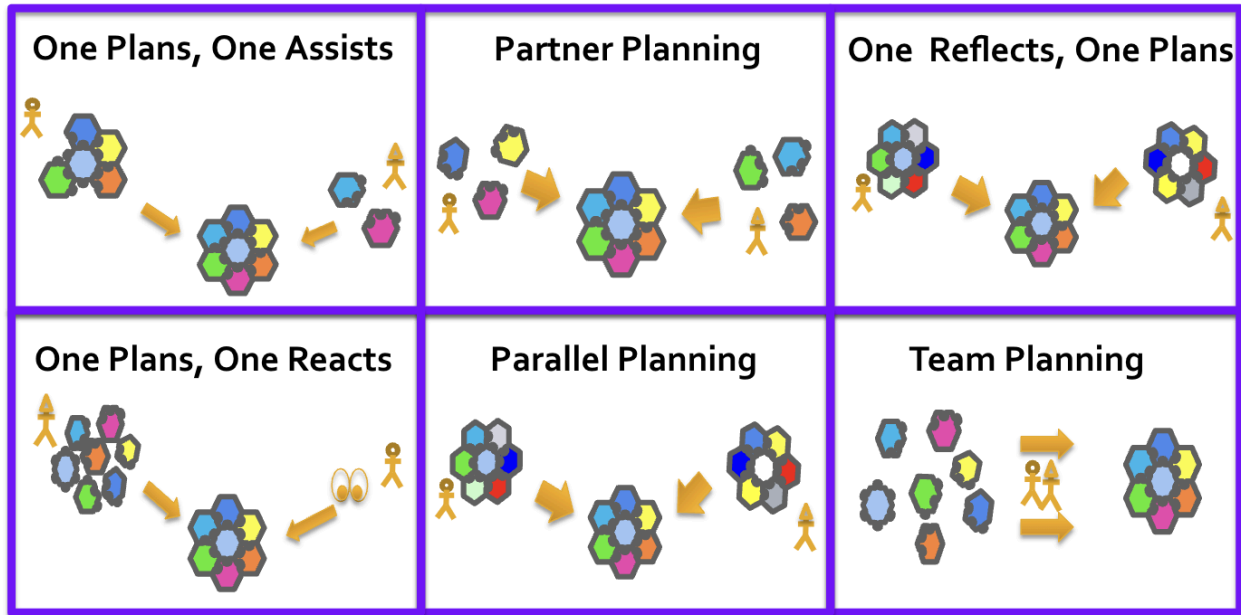 One Plans, One Assists
Partner Planning
One  Reflects, One Plans
One Plans, One Reacts
Parallel Planning
Team Planning